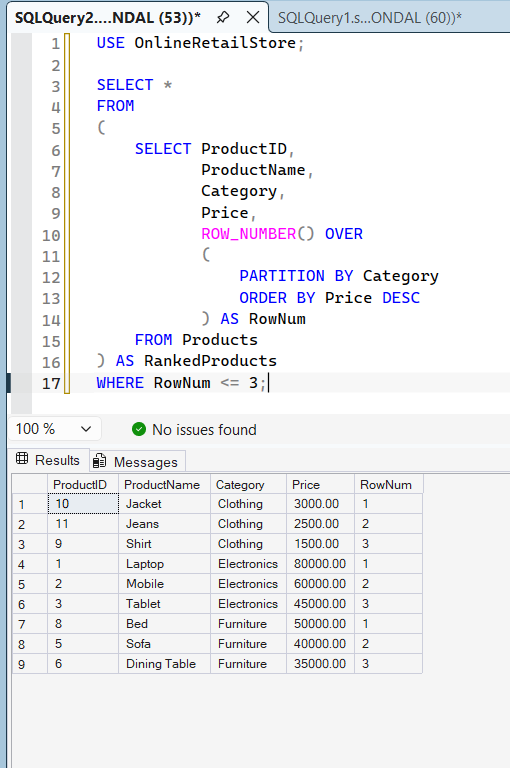 SQLQuery2....NDAL (53))* SQLQuery1.s...ONDAL (60))*
1 USE OnlineRetailStore;
2
3 SELECT *
4 FROM
5 (
6 SELECT ProductID,
7 ProductName,
8 Category,
9 Price,
10 ROW_NUMBER() OVER
11 (
12 PARTITION BY Category
13 ORDER BY Price DESC
14 ) AS RowNum
15 FROM Products
16 ) AS RankedProducts
17 WHERE RowNum <= 3;
100 % No issues found
Results Messages
ProductID ProductName Category Price RowNum
1 10 Jacket Clothing 3000.00 1
2 11 Jeans Clothing 2500.00 2
3 9 Shirt Clothing 1500.00 3
4 1 Laptop Electronics 80000.00 1
5 2 Mobile Electronics 60000.00 2
6 3 Tablet Electronics 45000.00 3
7 8 Bed Furniture 50000.00 1
8 5 Sofa Furniture 40000.00 2
9 6 Dining Table Furniture 35000.00 3